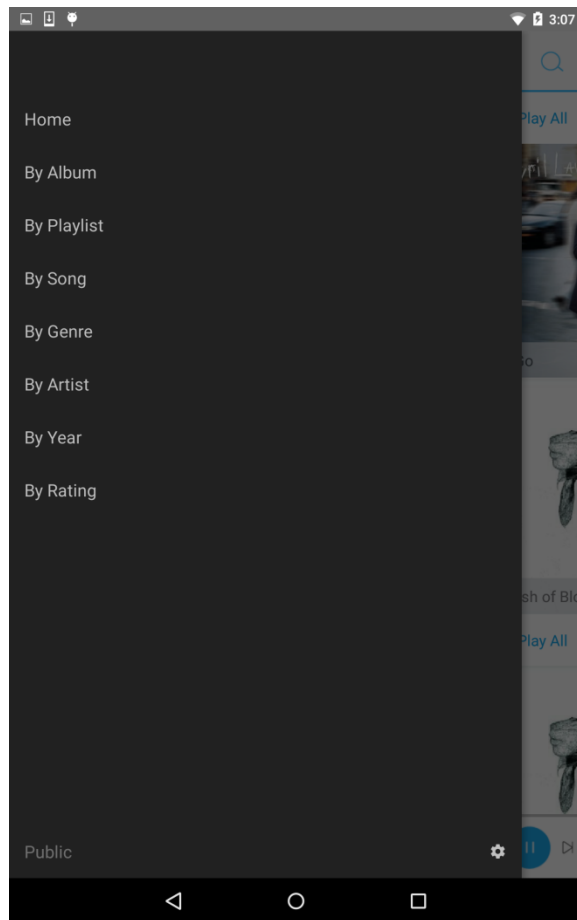 3:07
Home
Play All
By Album
By Playlist
By Song
By Genre
By Artist
By Year
By Rating
Play All
Public